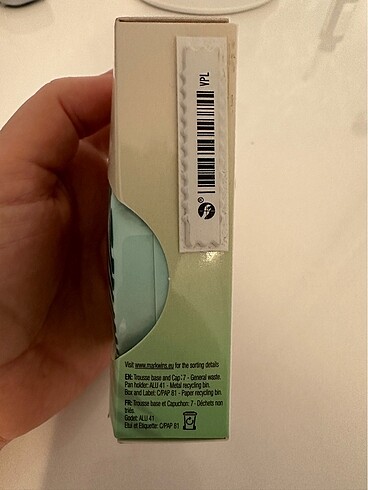 VPL
®
Visit www.markwins.eu for the sorting details
EN: Trousse base and Cap: 7 - General waste.
Pan holder: ALU 41 - Metal recycling bin.
Box and Label: C/PAP 81 - Paper recycling bin.
FR: Trousse base et Capuchon: 7 - Déchets non
triés.
Godet: ALU 41
Etui et Etiquette: C/PAP 81